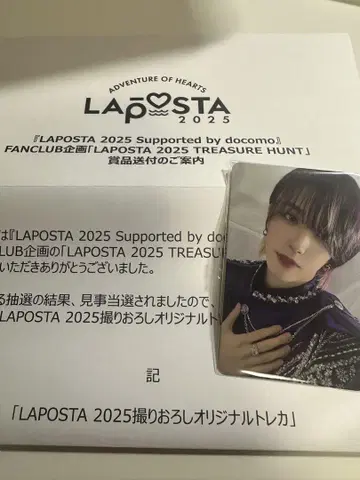 ADVENTURE OF HEARTS
LAPOSTA
2025
『LAPOSTA 2025 Supported by docomo』
FANCLUB企画「LAPOSTA 2025 TREASURE HUNT」
賞品送付のご案内
は『LAPOSTA 2025 Supported by doco
LUB企画の「LAPOSTA 2025 TREASU
いただきありがとうございました。
る抽選の結果、見事当選されましたので、
LAPOSTA 2025撮りおろしオリジナルト
記
「LAPOSTA 2025撮りおろしオリジナルトレカ」